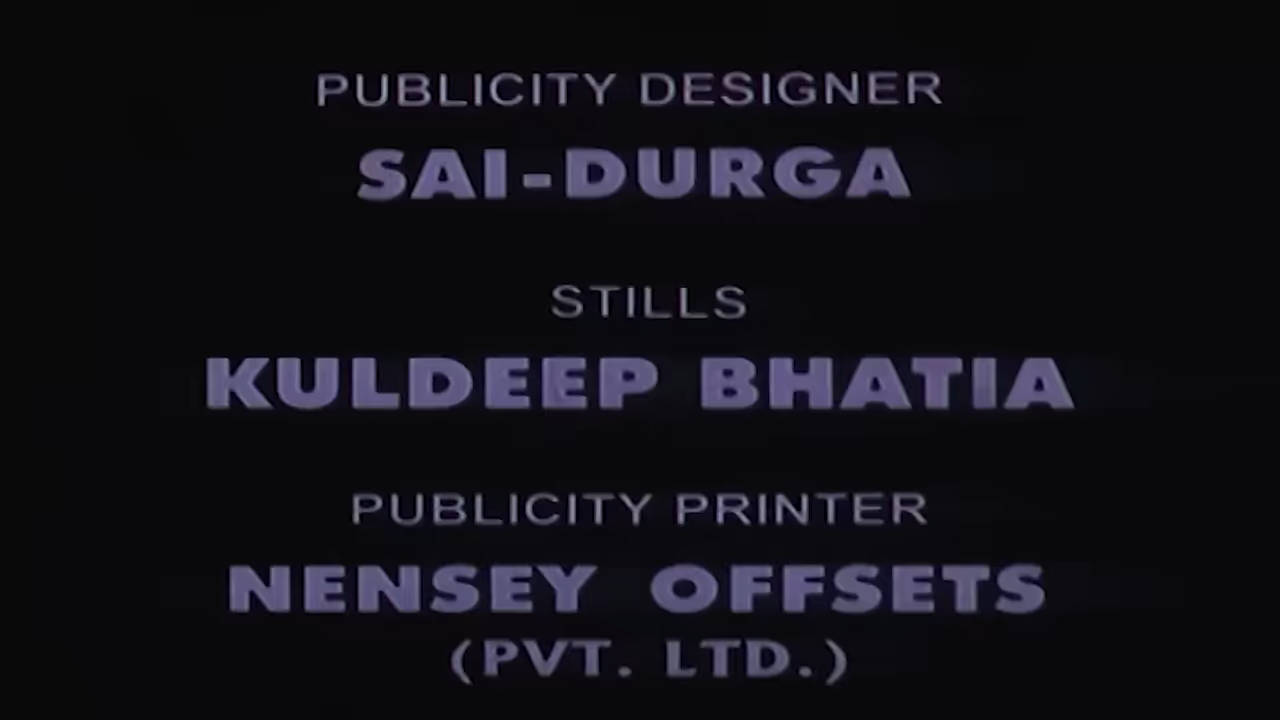 PUBLICITY DESIGNER
SAI-DURGA
STILLS
KULDEEP BHATIA
PUBLICITY PRINTER
NENSEY OFFSETS
(PVT. LTD.)